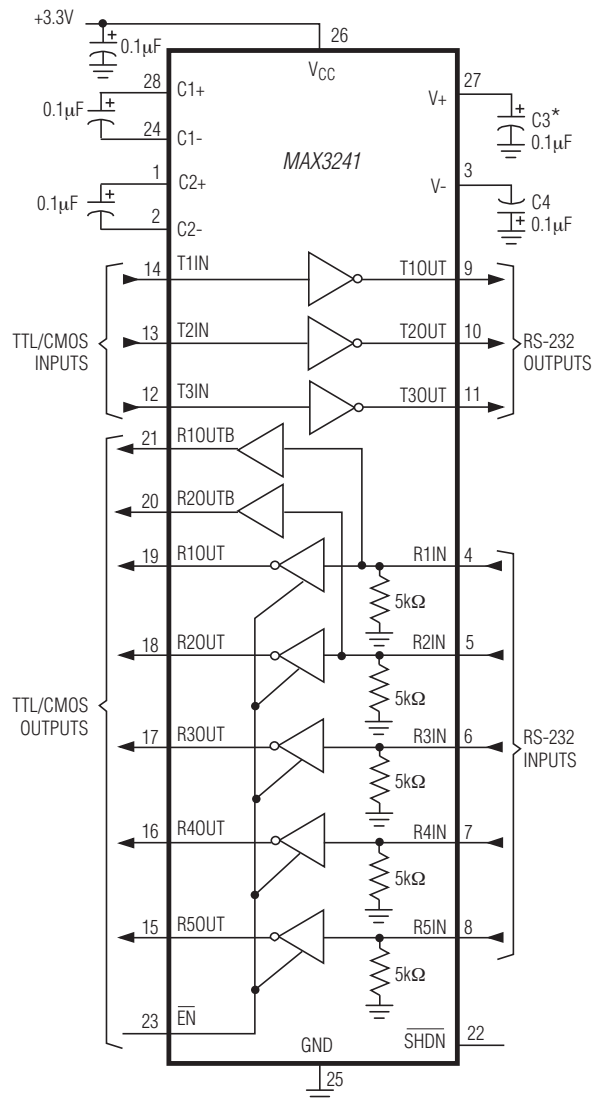 +3.3V
0.1μF
26
VCC
28
C1+
27
V+
0.1μF
C3*
0.1μF
24
C1-
MAX3241
1
C2+
3
V-
0.1μF
C4
0.1μF
2
C2-
14
T1IN
T1OUT
9
TTL/CMOS
INPUTS
13
T2IN
T2OUT
10
RS-232
OUTPUTS
12
T3IN
T3OUT
11
21
R1OUTB
20
R2OUTB
19
R1OUT
R1IN
4
5kΩ
18
R2OUT
R2IN
5
5kΩ
TTL/CMOS
OUTPUTS
17
R3OUT
R3IN
6
RS-232
INPUTS
5kΩ
16
R4OUT
R4IN
7
5kΩ
15
R5OUT
R5IN
8
5kΩ
23
E̅N̅
GND
S̅H̅D̅N̅
22
25